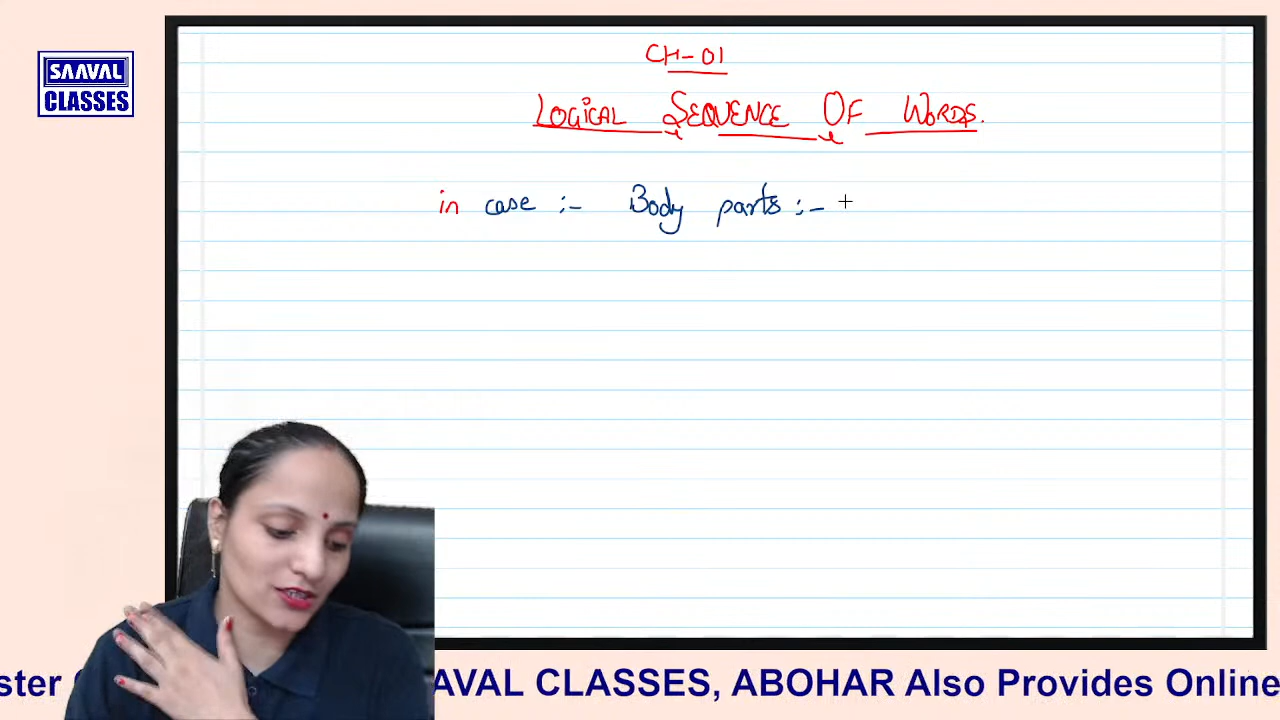 SAAVAL
CLASSES
CH-01
LOGICAL SEQUENCE OF WORDS.
in case :- Body parts :-
ster AVAL CLASSES, ABOHAR Also Provides Online